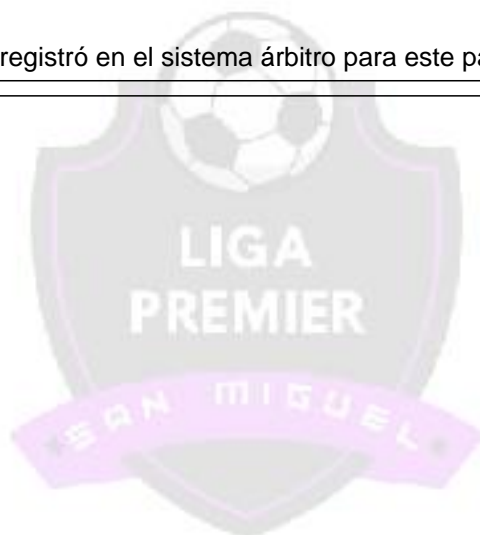 registró en el sistema árbitro para este pa
LIGA
PREMIER
SAN MIGUEL